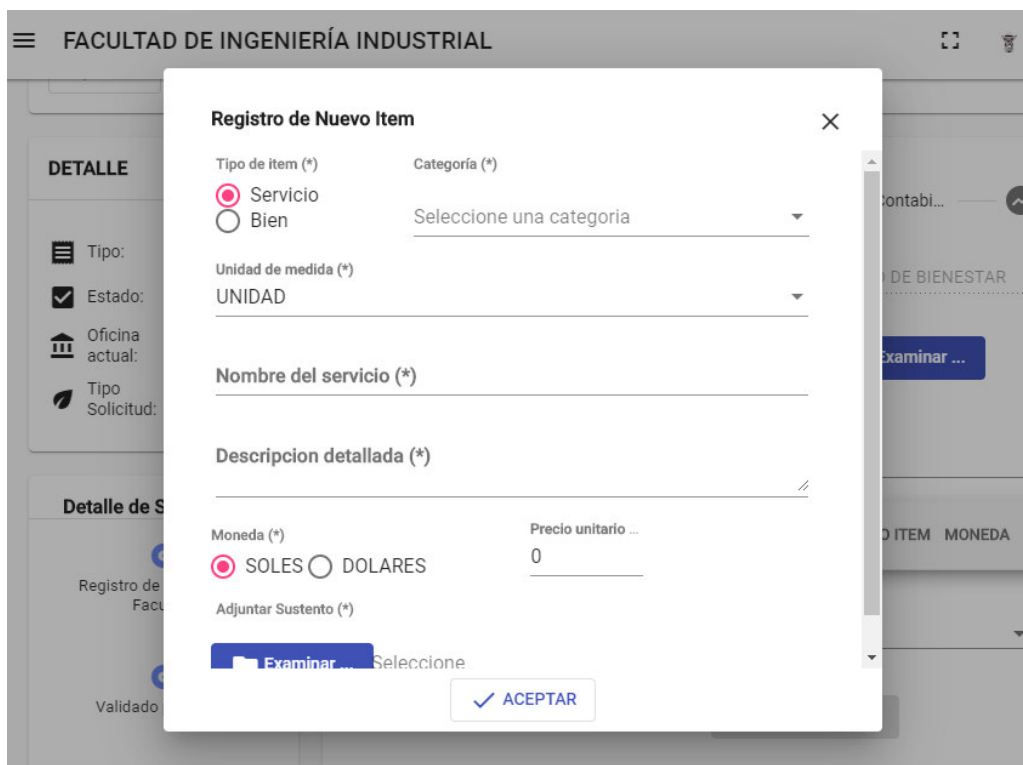 FACULTAD DE INGENIERÍA INDUSTRIAL
Registro de Nuevo Item
Tipo de item (*)
Categoría (*)
Servicio
Bien
Seleccione una categoria
Unidad de medida (*)
UNIDAD
Nombre del servicio (*)
Descripcion detallada (*)
Moneda (*)
SOLES
DOLARES
Precio unitario ...
0
Adjuntar Sustento (*)
Examinar ...
Seleccione
ACEPTAR
DETALLE
Tipo:
Estado:
Oficina
actual:
Tipo
Solicitud:
Detalle de S
Registro de
Facu
Validado
Contabi...
DE BIENESTAR
Examinar ...
ITEM MONEDA